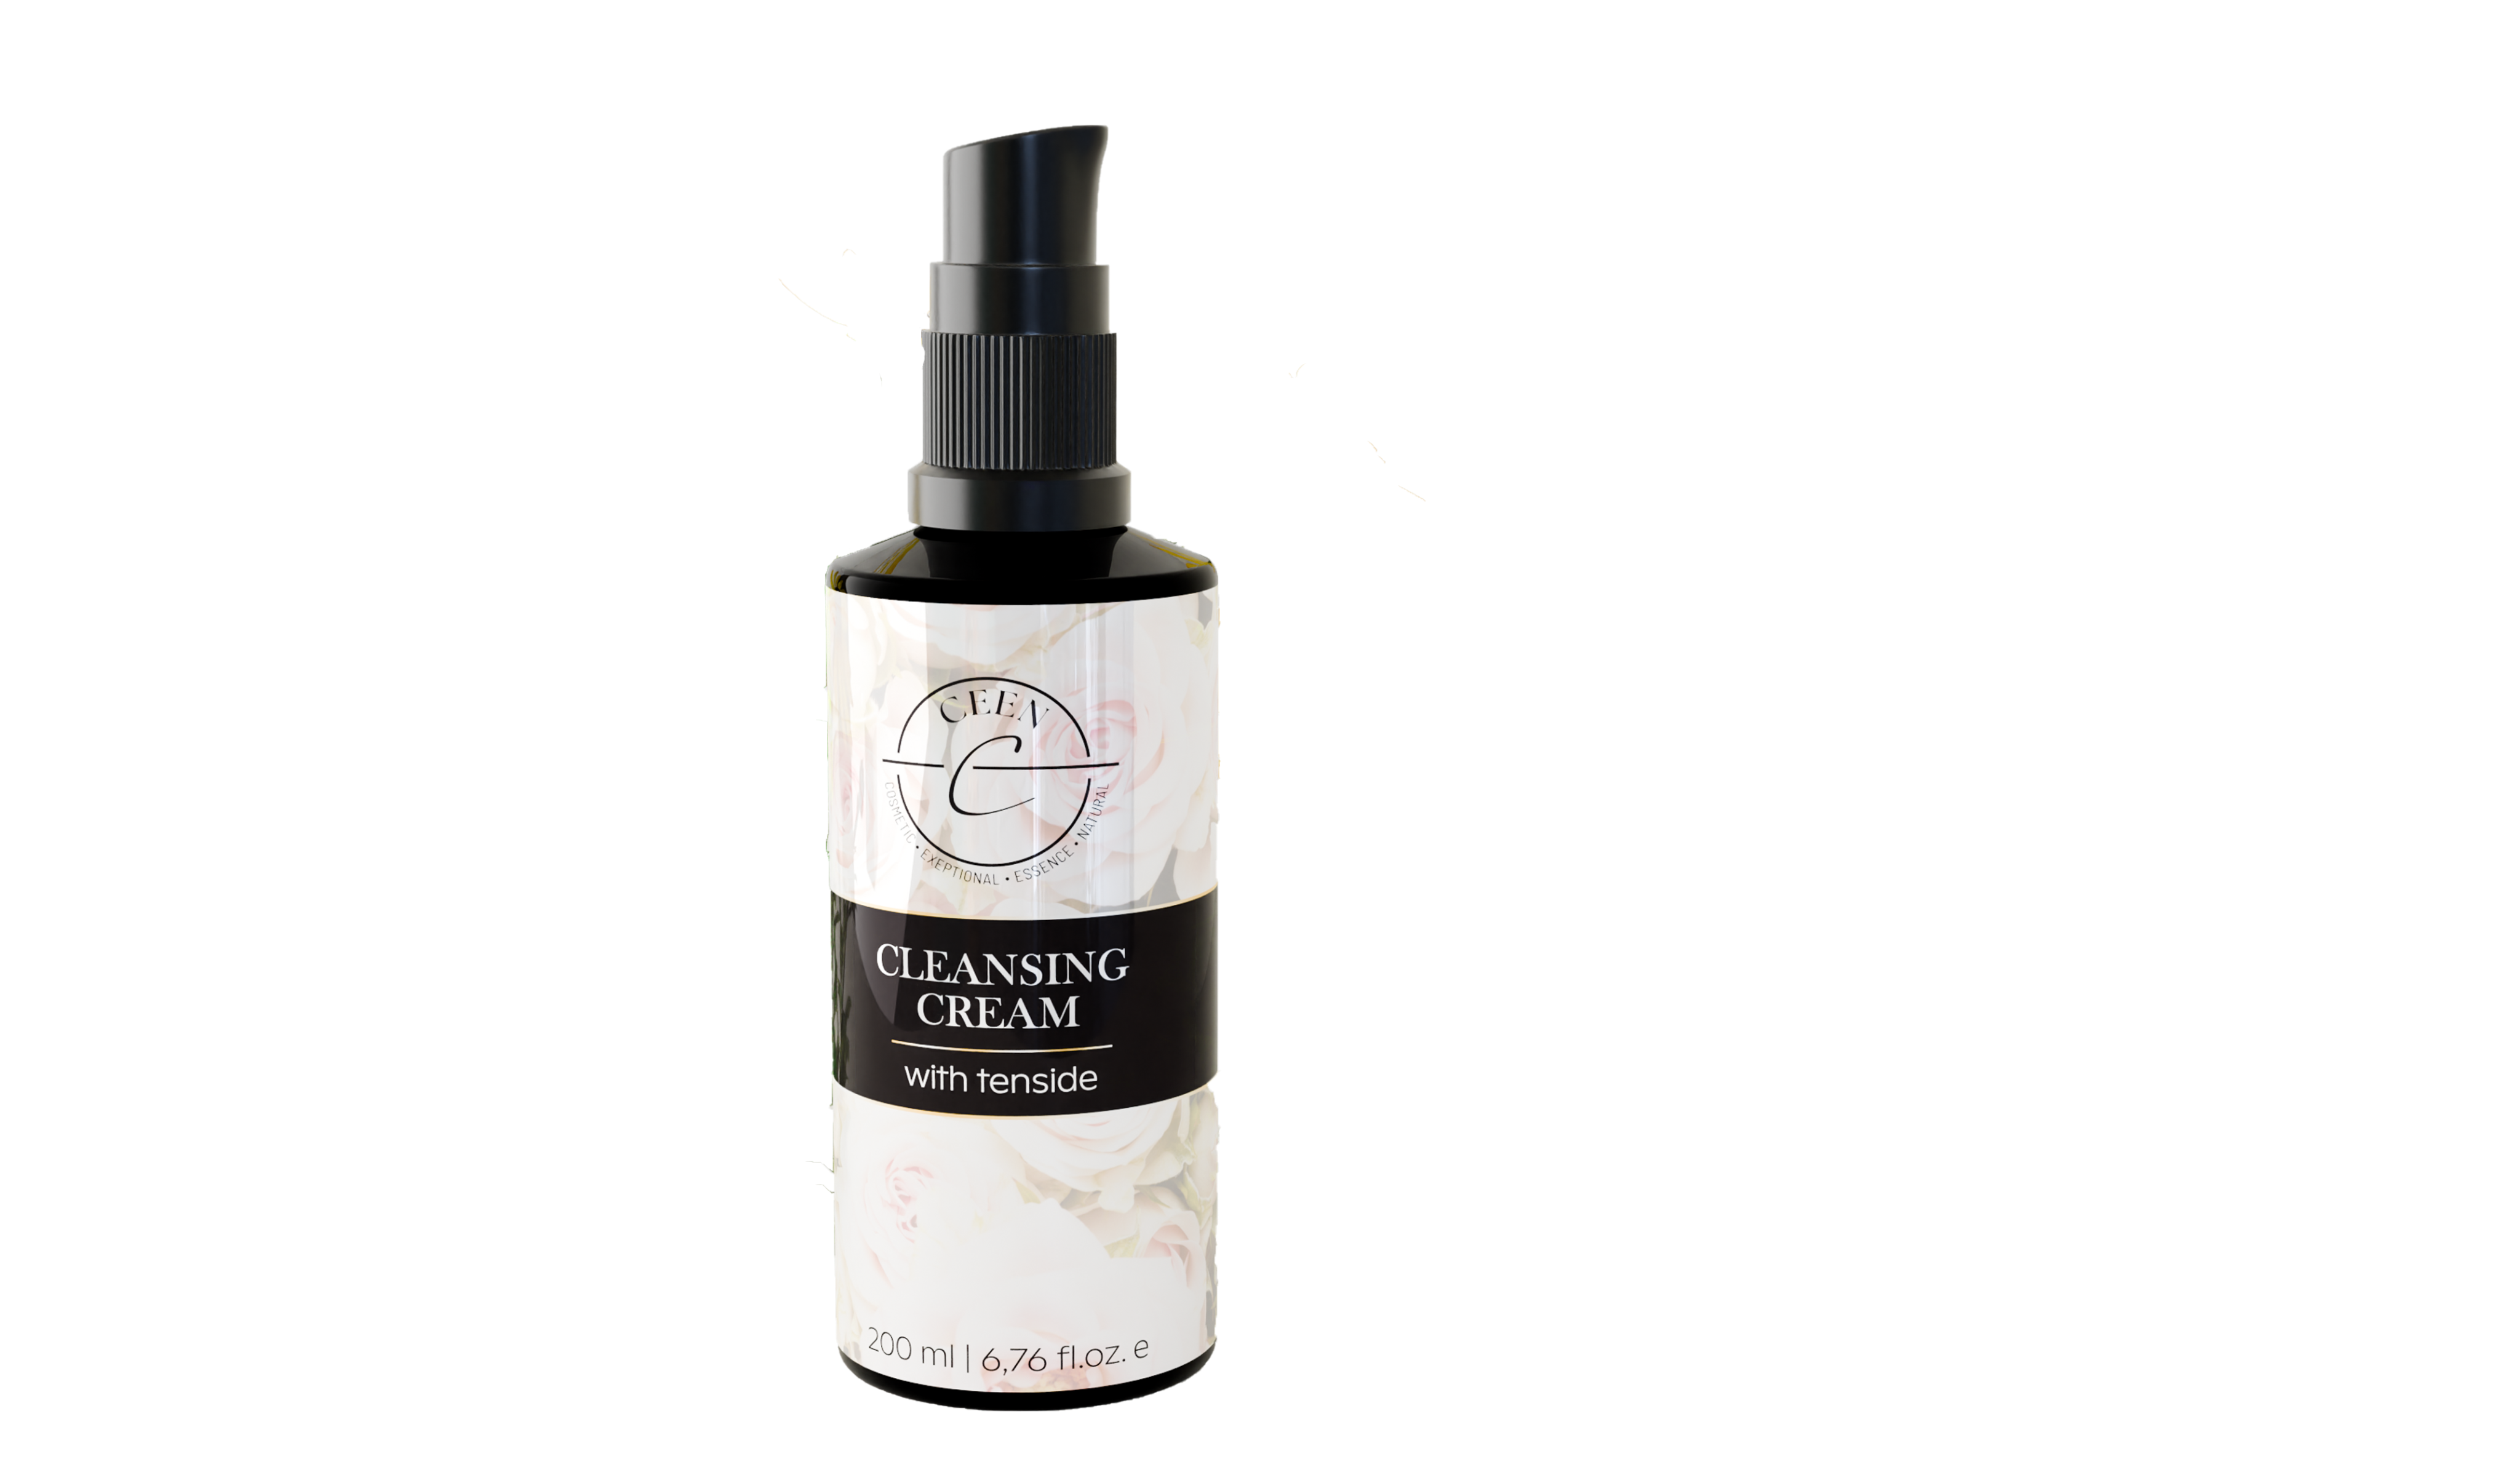 CEEN
C
COSMETIC • EXEPTIONAL • ESSENCE • NATURAL
CLEANSING
CREAM
with tenside
200 ml | 6,76 fl.oz. e